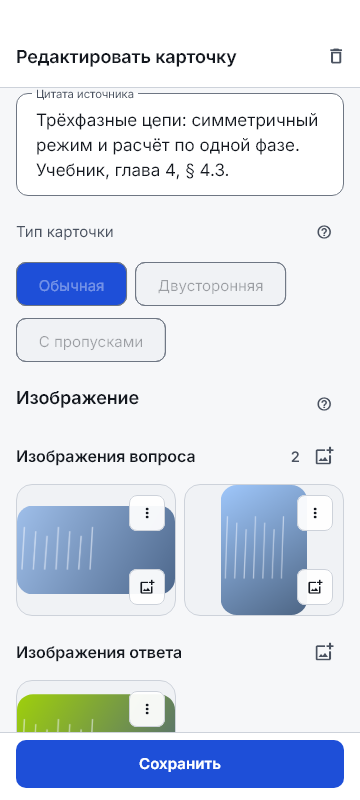 Редактировать карточку
Цитата источника
Трёхфазные цепи: симметричный
режим и расчёт по одной фазе.
Учебник, глава 4, § 4.3.
Тип карточки
Обычная
Двусторонняя
С пропусками
Изображение
Изображения вопроса
2
Изображения ответа
Сохранить